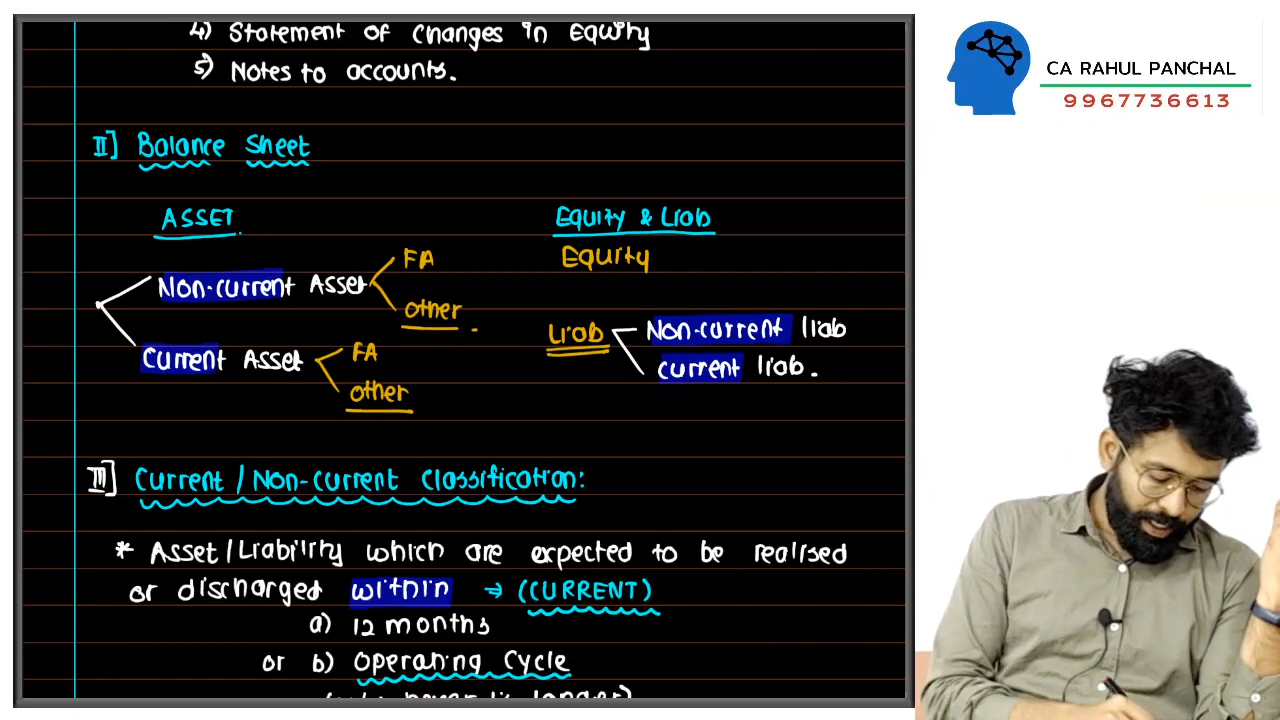 4) Statement of Changes in Equity
5) Notes to accounts.
II] Balance Sheet
ASSET
Non-current Asset
FA
other
Current Asset
FA
other
Equity & Liab
Equity
Liab
Non-current liab
current liab.
III] Current / Non-current Classification:
* Asset/Liability which are expected to be realised
or discharged within → (CURRENT)
a) 12 months
or b) Operating Cycle
CA RAHUL PANCHAL
9967736613